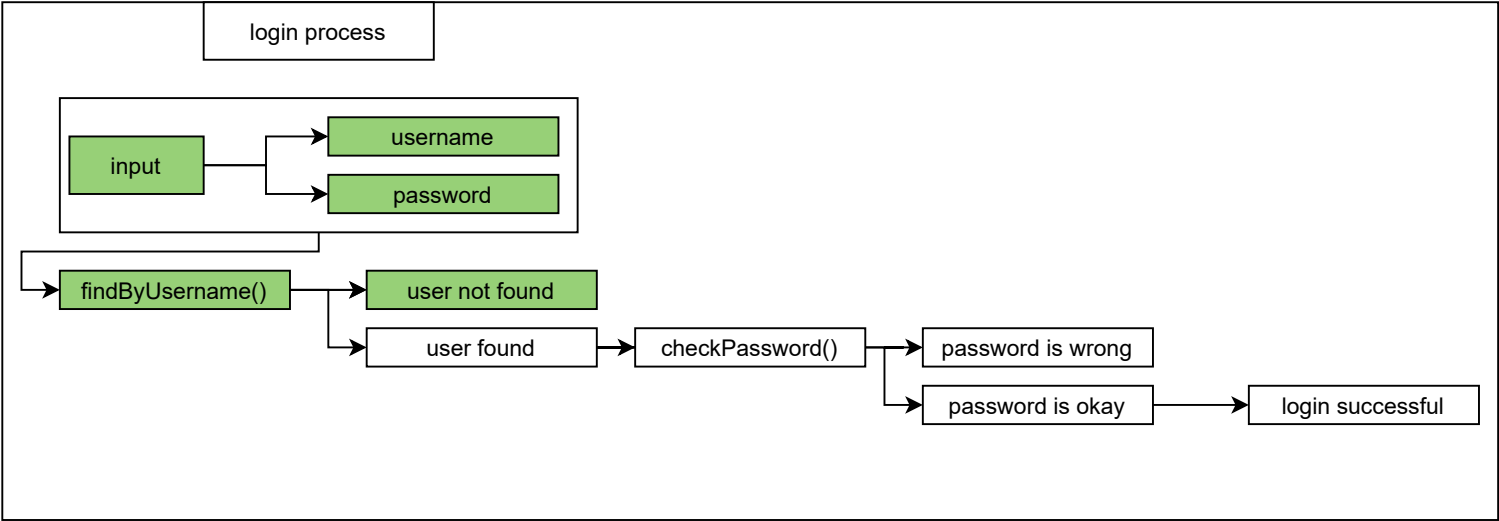 login process
input
username
password
findByUsername()
user not found
user found
checkPassword()
password is wrong
password is okay
login successful